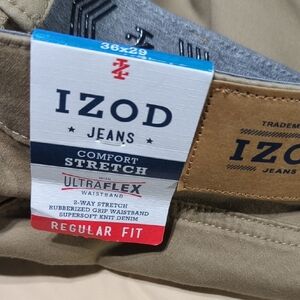 36x29
IZOD
JEANS
COMFORT
STRETCH
WITH
ULTRAFLEX
WAISTBAND
2-WAY STRETCH
RUBBERIZED GRIP WAISTBAND
SUPERSOFT KNIT DENIM
REGULAR FIT
TRADEM
IZO
JEANS